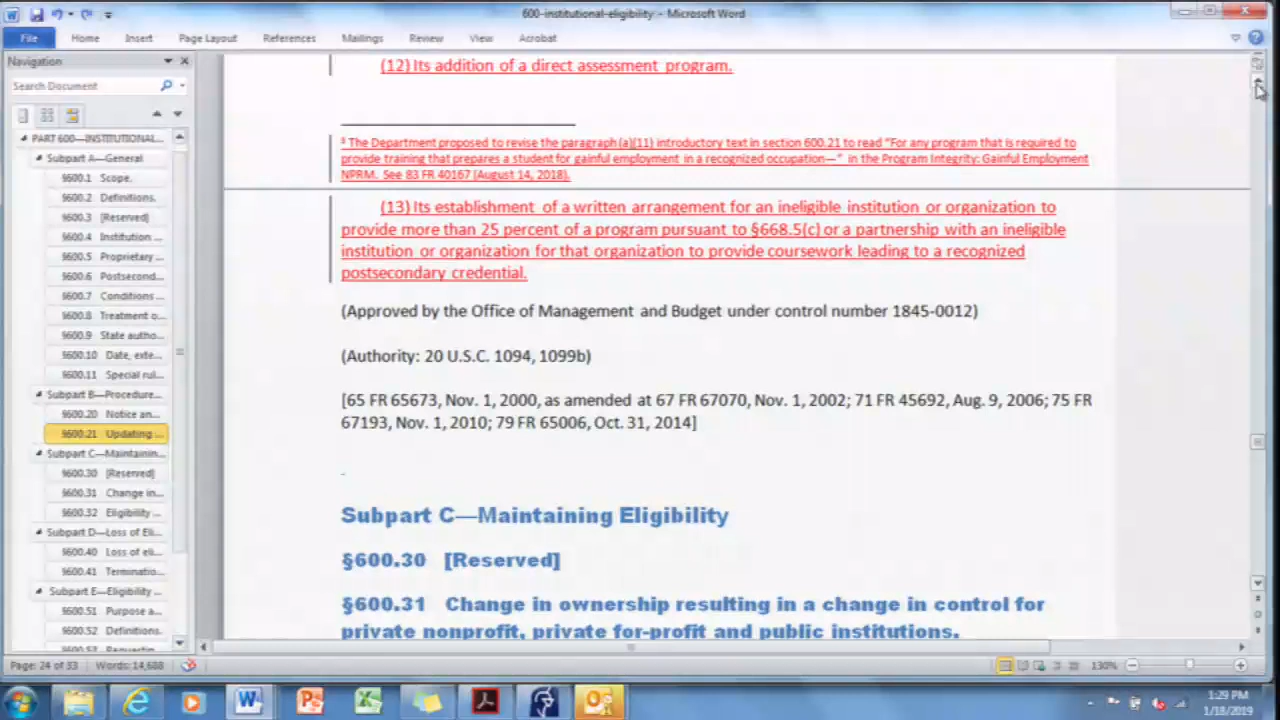 600-institutional-eligibility - Microsoft Word
File Home Insert Page Layout References Mailings Review View Acrobat
Navigation
Search Document
PART 600—INSTITUTIONAL...
Subpart A—General
§600.1 Scope.
§600.2 Definitions.
§600.3 [Reserved]
§600.4 Institution ...
§600.5 Proprietary ...
§600.6 Postsecond...
§600.7 Conditions ...
§600.8 Treatment o...
§600.9 State autho...
§600.10 Date, exte...
§600.11 Special rul...
Subpart B—Procedure...
§600.20 Notice an...
§600.21 Updating ...
Subpart C—Maintainin...
§600.30 [Reserved]
§600.31 Change in...
§600.32 Eligibility ...
Subpart D—Loss of Eli...
§600.40 Loss of eli...
§600.41 Terminatio...
Subpart E—Eligibility ...
§600.51 Purpose a...
§600.52 Definitions.
(12) Its addition of a direct assessment program.
The Department proposed to revise the paragraph (a)(11) introductory text in section 600.21 to read "For any program that is required to
provide training that prepares a student for gainful employment in a recognized occupation—" in the Program Integrity: Gainful Employment
NPRM. See 83 FR 40167 (August 14, 2018).
(13) Its establishment of a written arrangement for an ineligible institution or organization to
provide more than 25 percent of a program pursuant to §668.5(c) or a partnership with an ineligible
institution or organization for that organization to provide coursework leading to a recognized
postsecondary credential.
(Approved by the Office of Management and Budget under control number 1845-0012)
(Authority: 20 U.S.C. 1094, 1099b)
[65 FR 65673, Nov. 1, 2000, as amended at 67 FR 67070, Nov. 1, 2002; 71 FR 45692, Aug. 9, 2006; 75 FR
67193, Nov. 1, 2010; 79 FR 65006, Oct. 31, 2014]
Subpart C—Maintaining Eligibility
§600.30 [Reserved]
§600.31 Change in ownership resulting in a change in control for
private nonprofit, private for-profit and public institutions.
Page: 24 of 33 Words: 14,688 130%
1:29 PM
1/18/2019